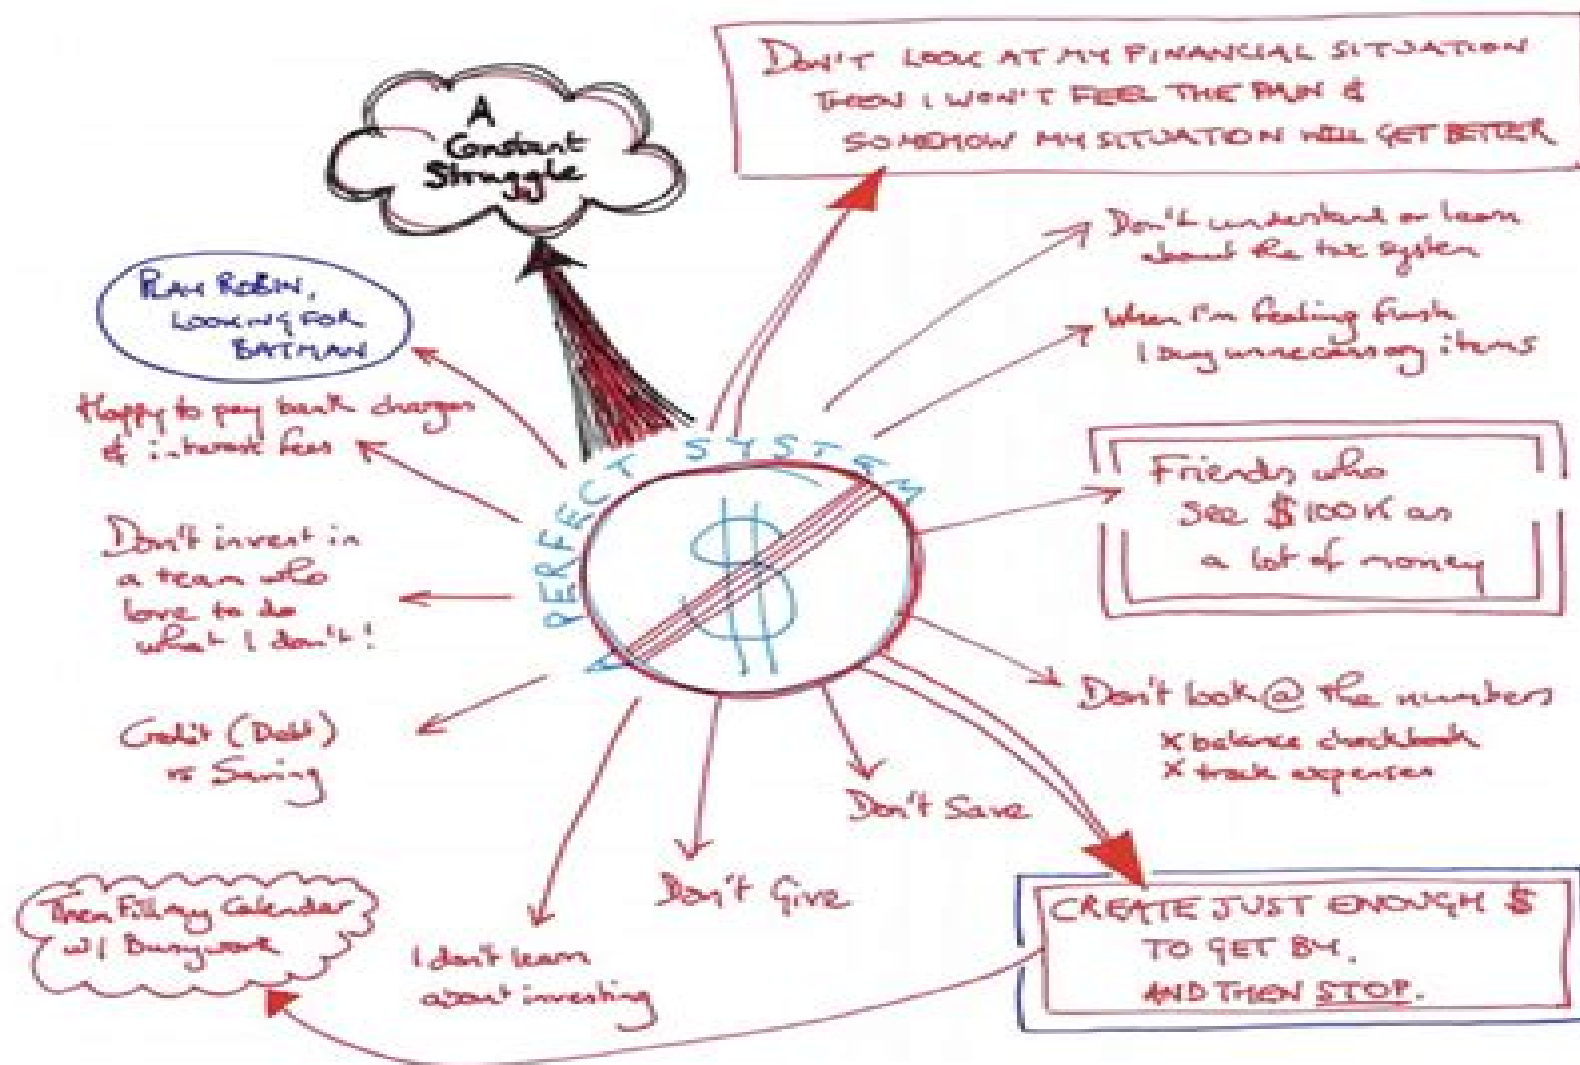 A
Constant
Struggle
DON'T LOOK AT MY FINANCIAL SITUATION
THEN I WON'T FEEL THE PAIN &
SOMEHOW MY SITUATION WILL GET BETTER
Don't understand or learn
about the tax system
When I'm feeling flush
I buy unnecessary items
Friends who
see $100K as
a lot of money
Don't look @ the numbers
x balance checkbook
x track expenses
CREATE JUST ENOUGH $
TO GET BY.
AND THEN STOP.
Then Fill my Calendar
w/ Busywork
Don't Save
Don't Give
I don't learn
about investing
Credit (Debt)
vs Saving
Don't invest in
a team who
love to do
what I don't!
Happy to pay bank charges
& interest fees
PLAY ROBIN,
LOOKING FOR
BATMAN
A PERFECT SYSTEM
$